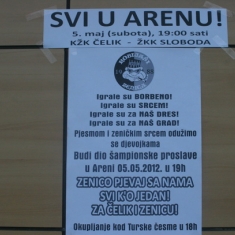 SVI U ARENU!
5. maj (subota), 19:00 sati
KŽK ČELIK - ŽKK SLOBODA
Igrale su BORBENO!
Igrale su SRCEM!
Igrale su za NAŠ DRES!
Igrale su za NAŠ GRAD!
Pjesmom i zeničkim srcem odužimo
se djevojkama
Budi dio šampionske proslave
u Areni 05.05.2012. u 19h
ZENICO PJEVAJ SA NAMA
SVI K'O JEDAN!
ZA ČELIK I ZENICU!
Okupljanje kod Turske česme u 18h